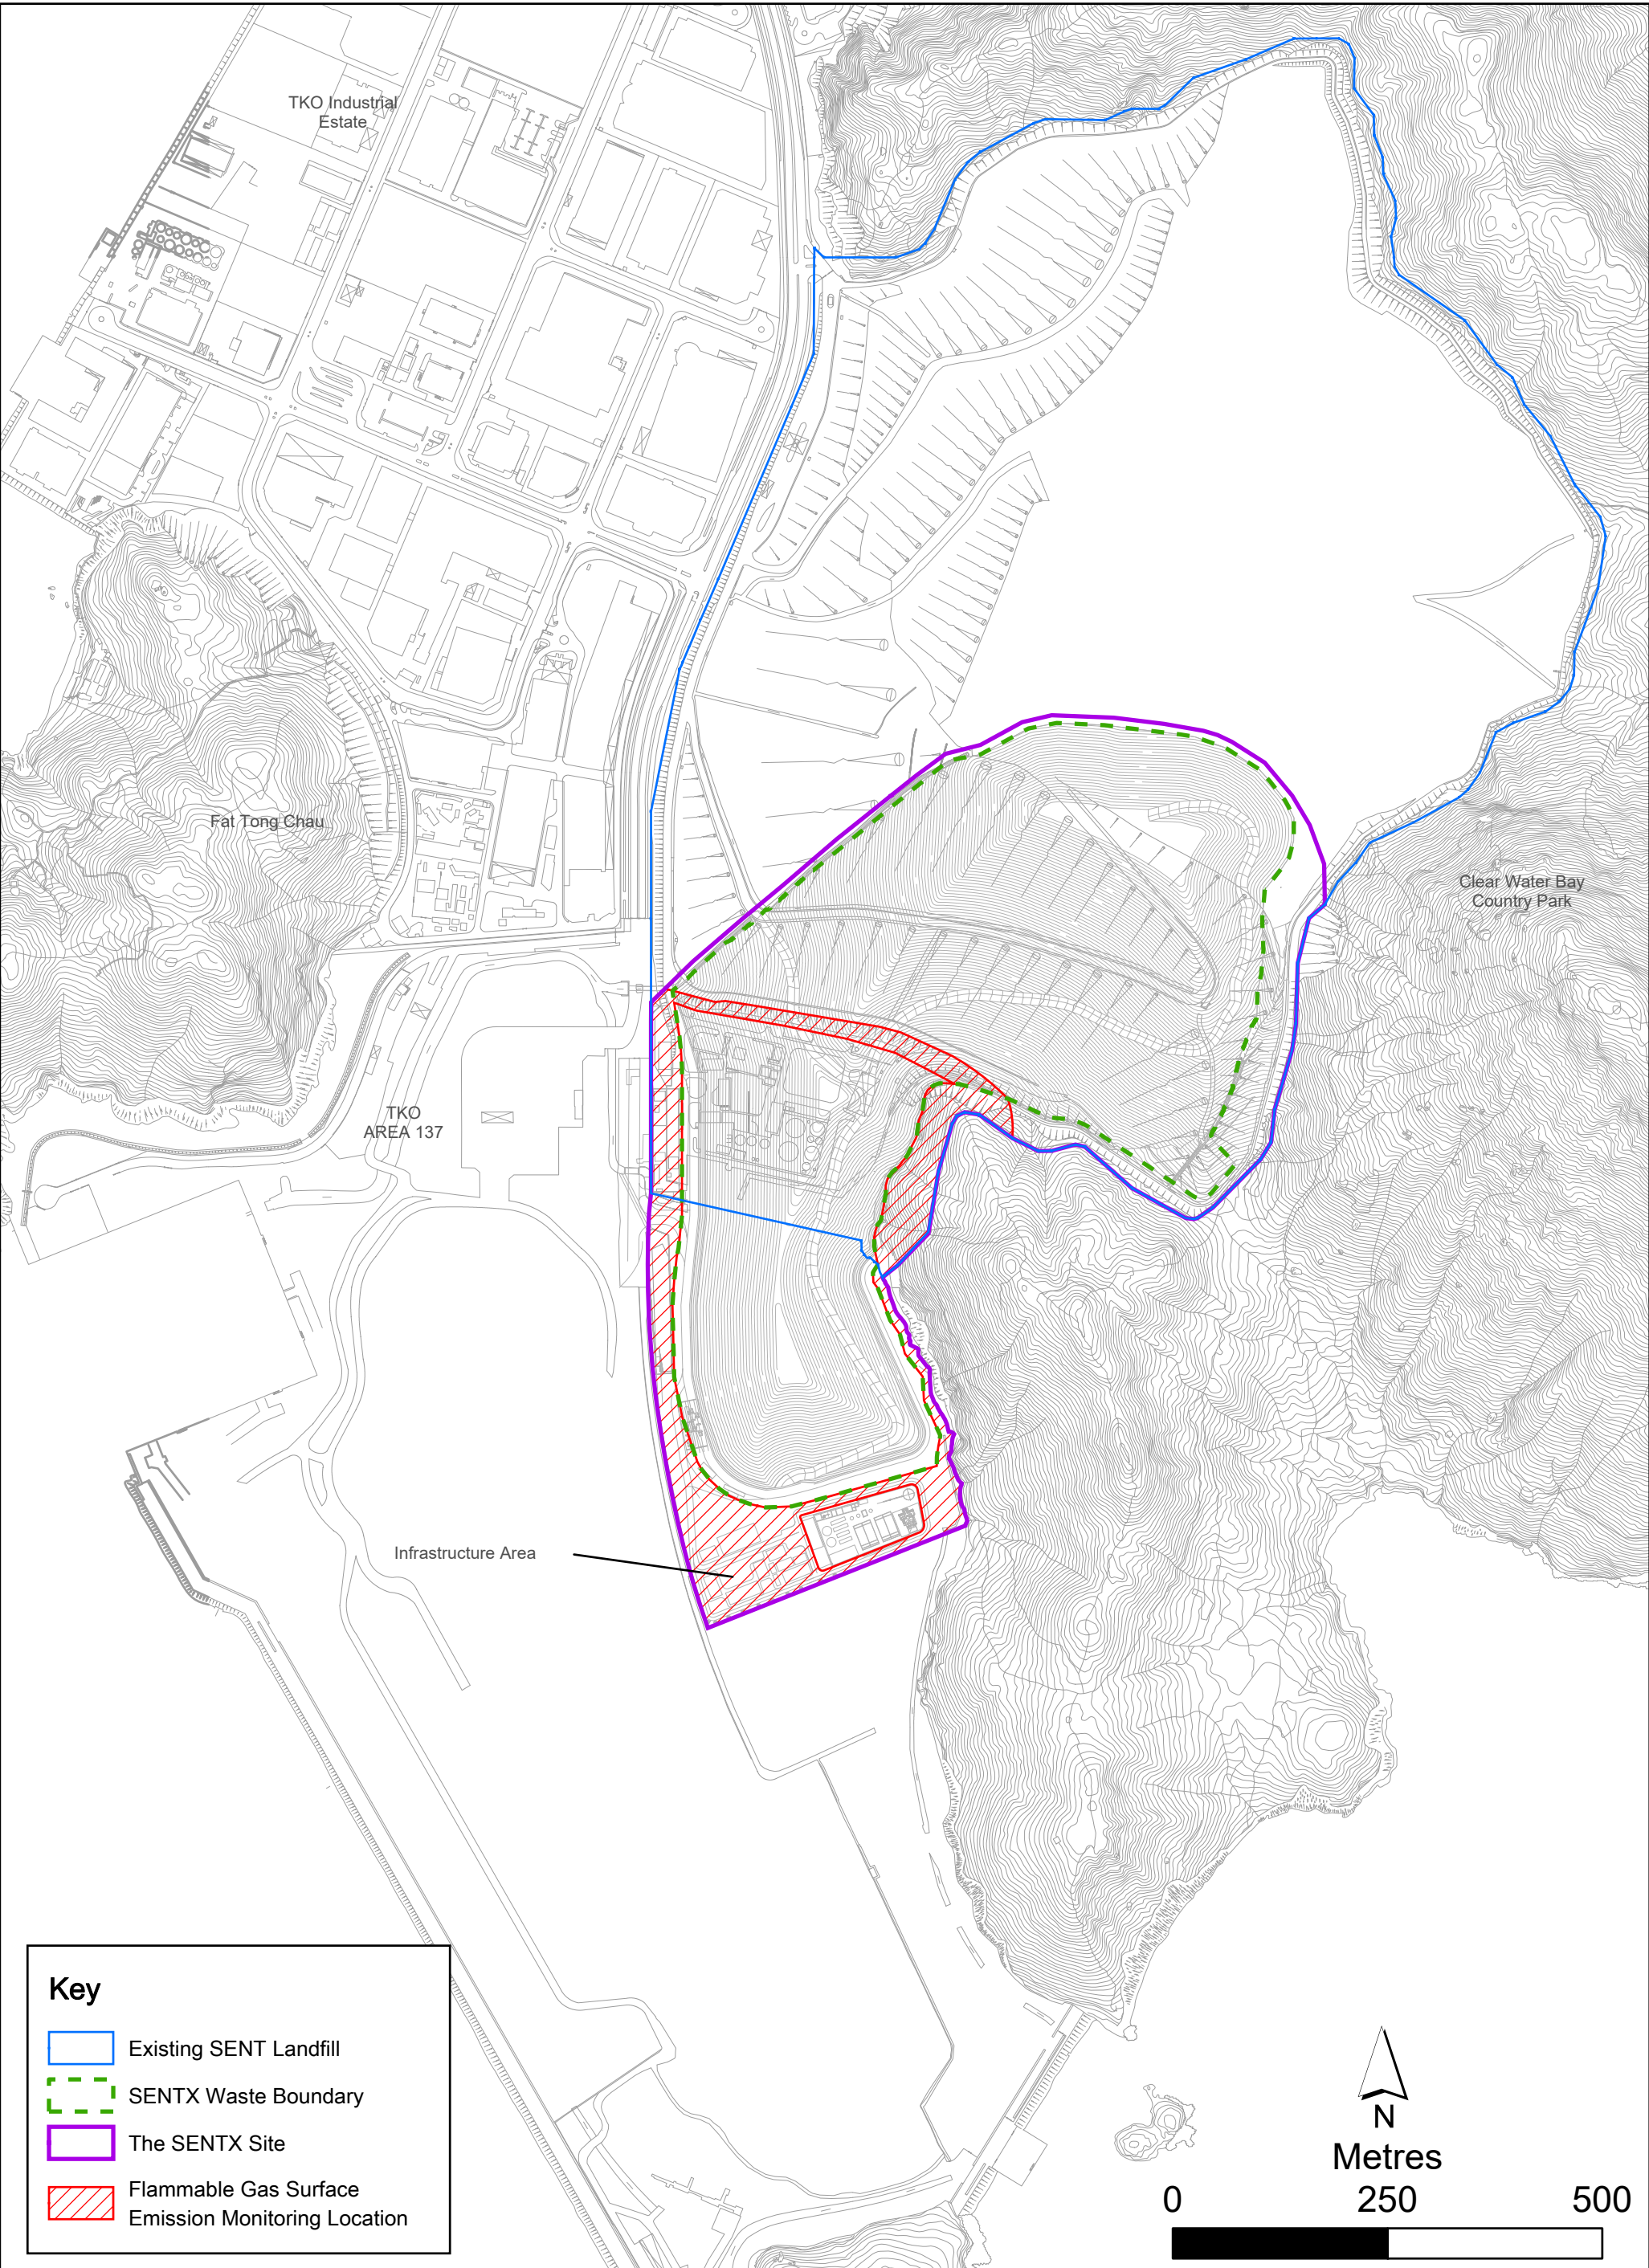 TKO Industrial
Estate
Fat Tong Chau
Clear Water Bay
Country Park
TKO
AREA 137
Infrastructure Area
Key
Existing SENT Landfill
SENTX Waste Boundary
The SENTX Site
Flammable Gas Surface
Emission Monitoring Location
N
Metres
0 250 500